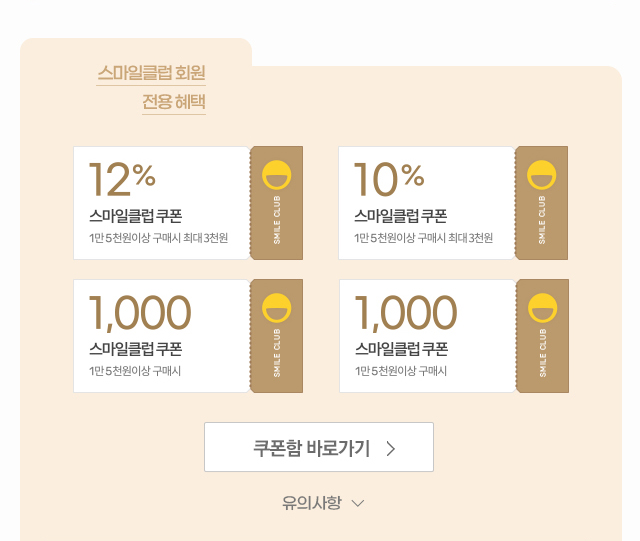 스마일클럽 회원
전용 혜택
12%
스마일클럽 쿠폰
1만 5천원이상 구매시 최대 3천원
SMILE CLUB
10%
스마일클럽 쿠폰
1만 5천원이상 구매시 최대 3천원
SMILE CLUB
1,000
스마일클럽 쿠폰
1만 5천원이상 구매시
SMILE CLUB
1,000
스마일클럽 쿠폰
1만 5천원이상 구매시
SMILE CLUB
쿠폰함 바로가기
유의사항